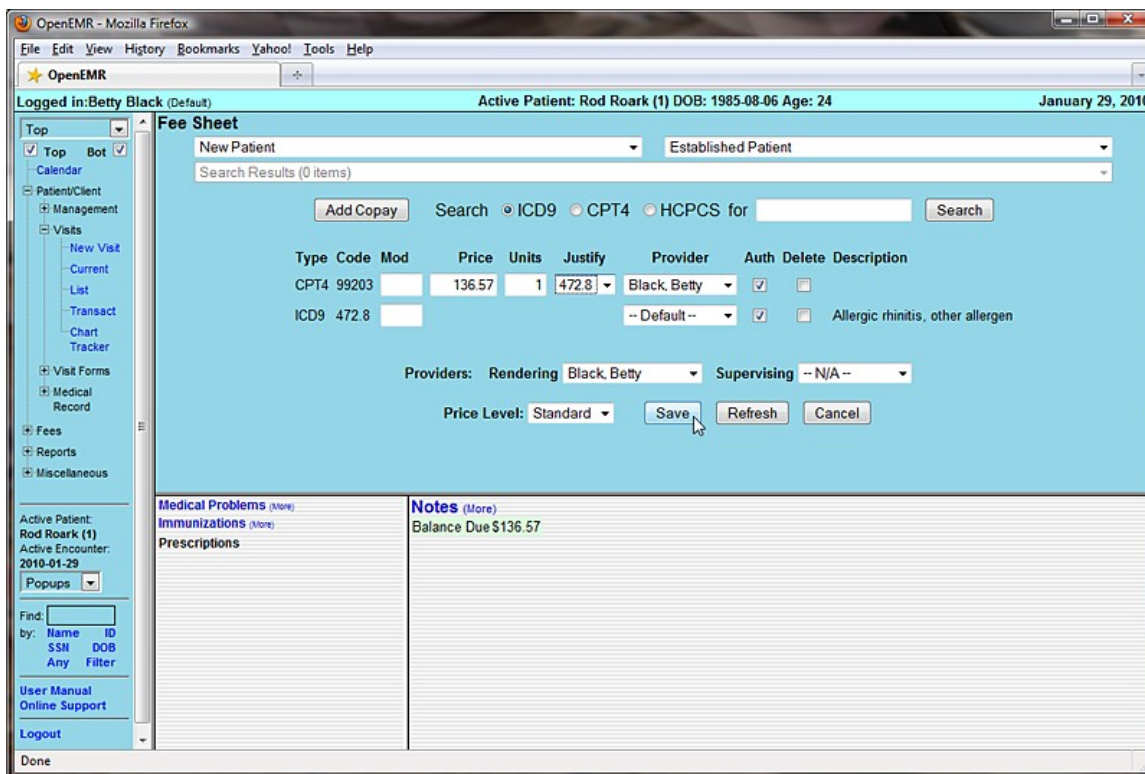 OpenEMR - Mozilla Firefox
File Edit View History Bookmarks Yahoo! Tools Help
OpenEMR
Logged in:Betty Black (Default) Active Patient: Rod Roark (1) DOB: 1985-08-06 Age: 24 January 29, 2010
Top
Top Bot
Calendar
Patient/Client
Management
Visits
New Visit
Current
List
Transact
Chart
Tracker
Visit Forms
Medical
Record
Fees
Reports
Miscellaneous
Active Patient:
Rod Roark (1)
Active Encounter:
2010-01-29
Popups
Find:
by: Name ID
SSN DOB
Any Filter
User Manual
Online Support
Logout
Fee Sheet
New Patient Established Patient
Search Results (0 items)
Add Copay Search ICD9 CPT4 HCPCS for Search
Type Code Mod Price Units Justify Provider Auth Delete Description
CPT4 99203 136.57 1 472.8 Black, Betty
ICD9 472.8 -- Default -- Allergic rhinitis, other allergen
Providers: Rendering Black, Betty Supervising -- N/A --
Price Level: Standard Save Refresh Cancel
Medical Problems (More)
Immunizations (More)
Prescriptions
Notes (More)
Balance Due $136.57
Done